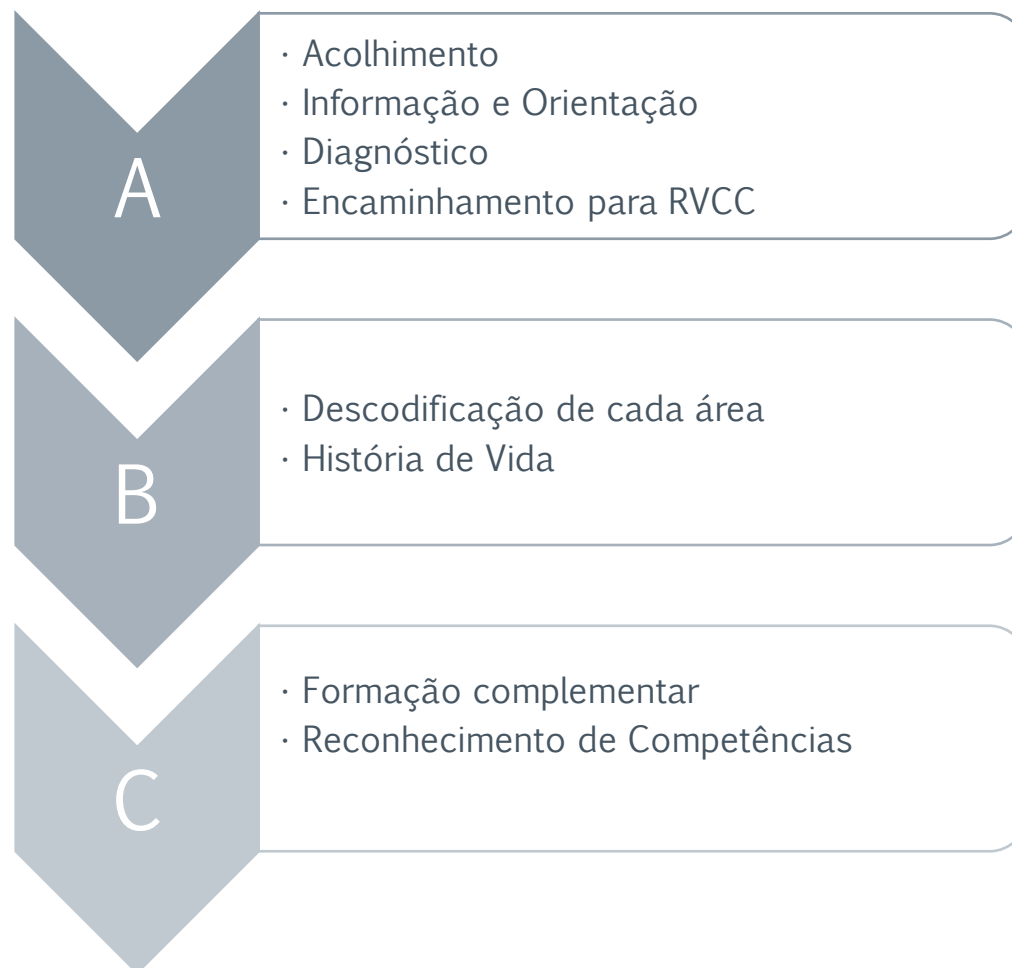 A
· Acolhimento
· Informação e Orientação
· Diagnóstico
· Encaminhamento para RVCC
B
· Descodificação de cada área
· História de Vida
C
· Formação complementar
· Reconhecimento de Competências